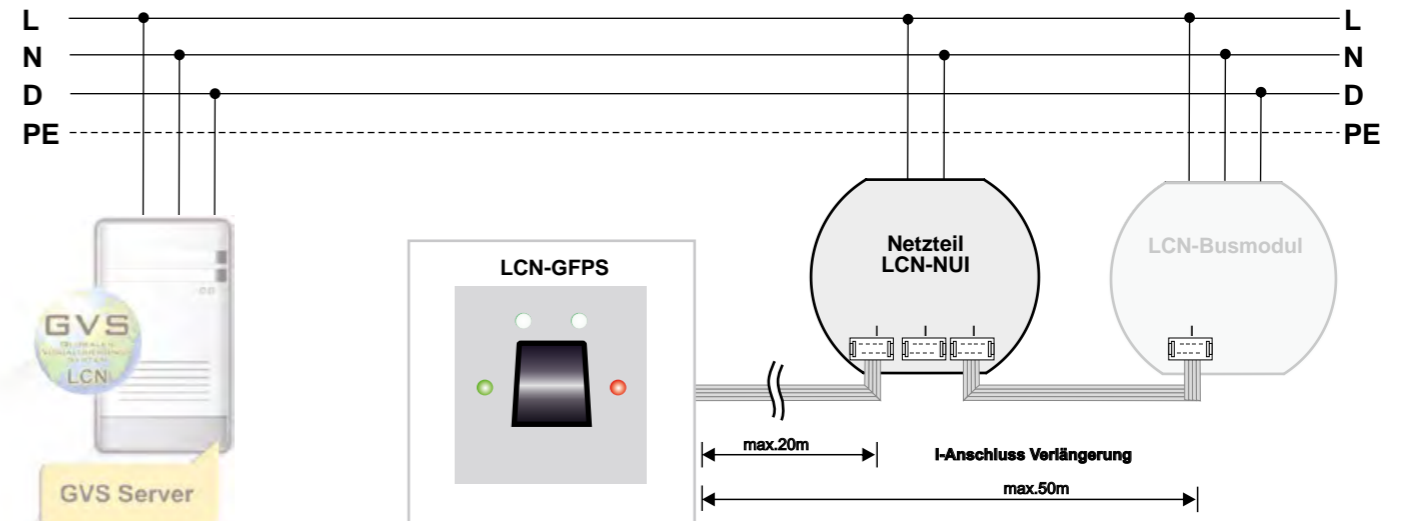 L L
N N
D D
PE PE
Netzteil
LCN-NUI
LCN-Busmodul
LCN-GFPS
I I I I
GVS
LCN
max.20m
I-Anschluss Verlängerung
max.50m
GVS Server